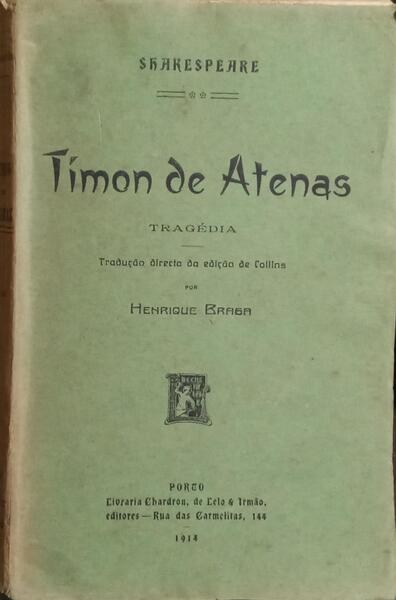 SHAKESPEARE
Tímon de Atenas
TRAGÉDIA
Tradução directa da edição de Collins
POR
HENRIQUE BRAGA
PORTO
Livraria Chardron, de Lelo & Irmão,
editores—Rua das Carmelitas, 144
1914